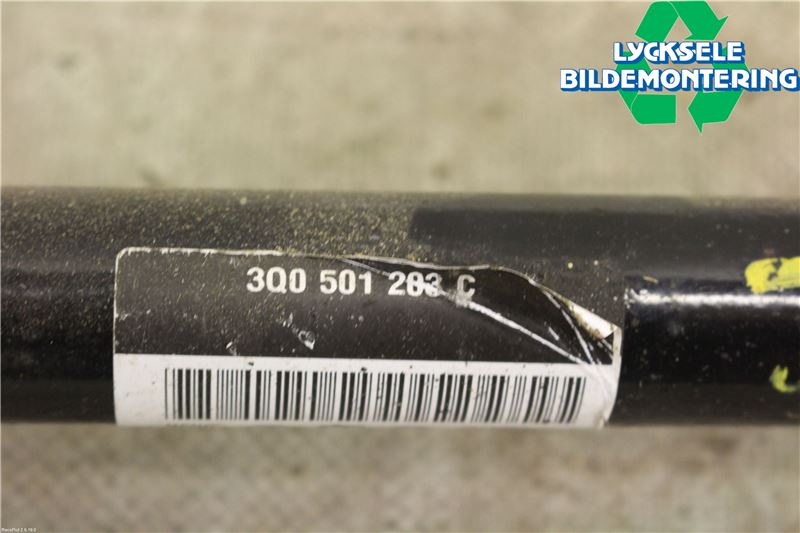 LYCKSELE
BILDEMONTERING
3Q0 501 203 C